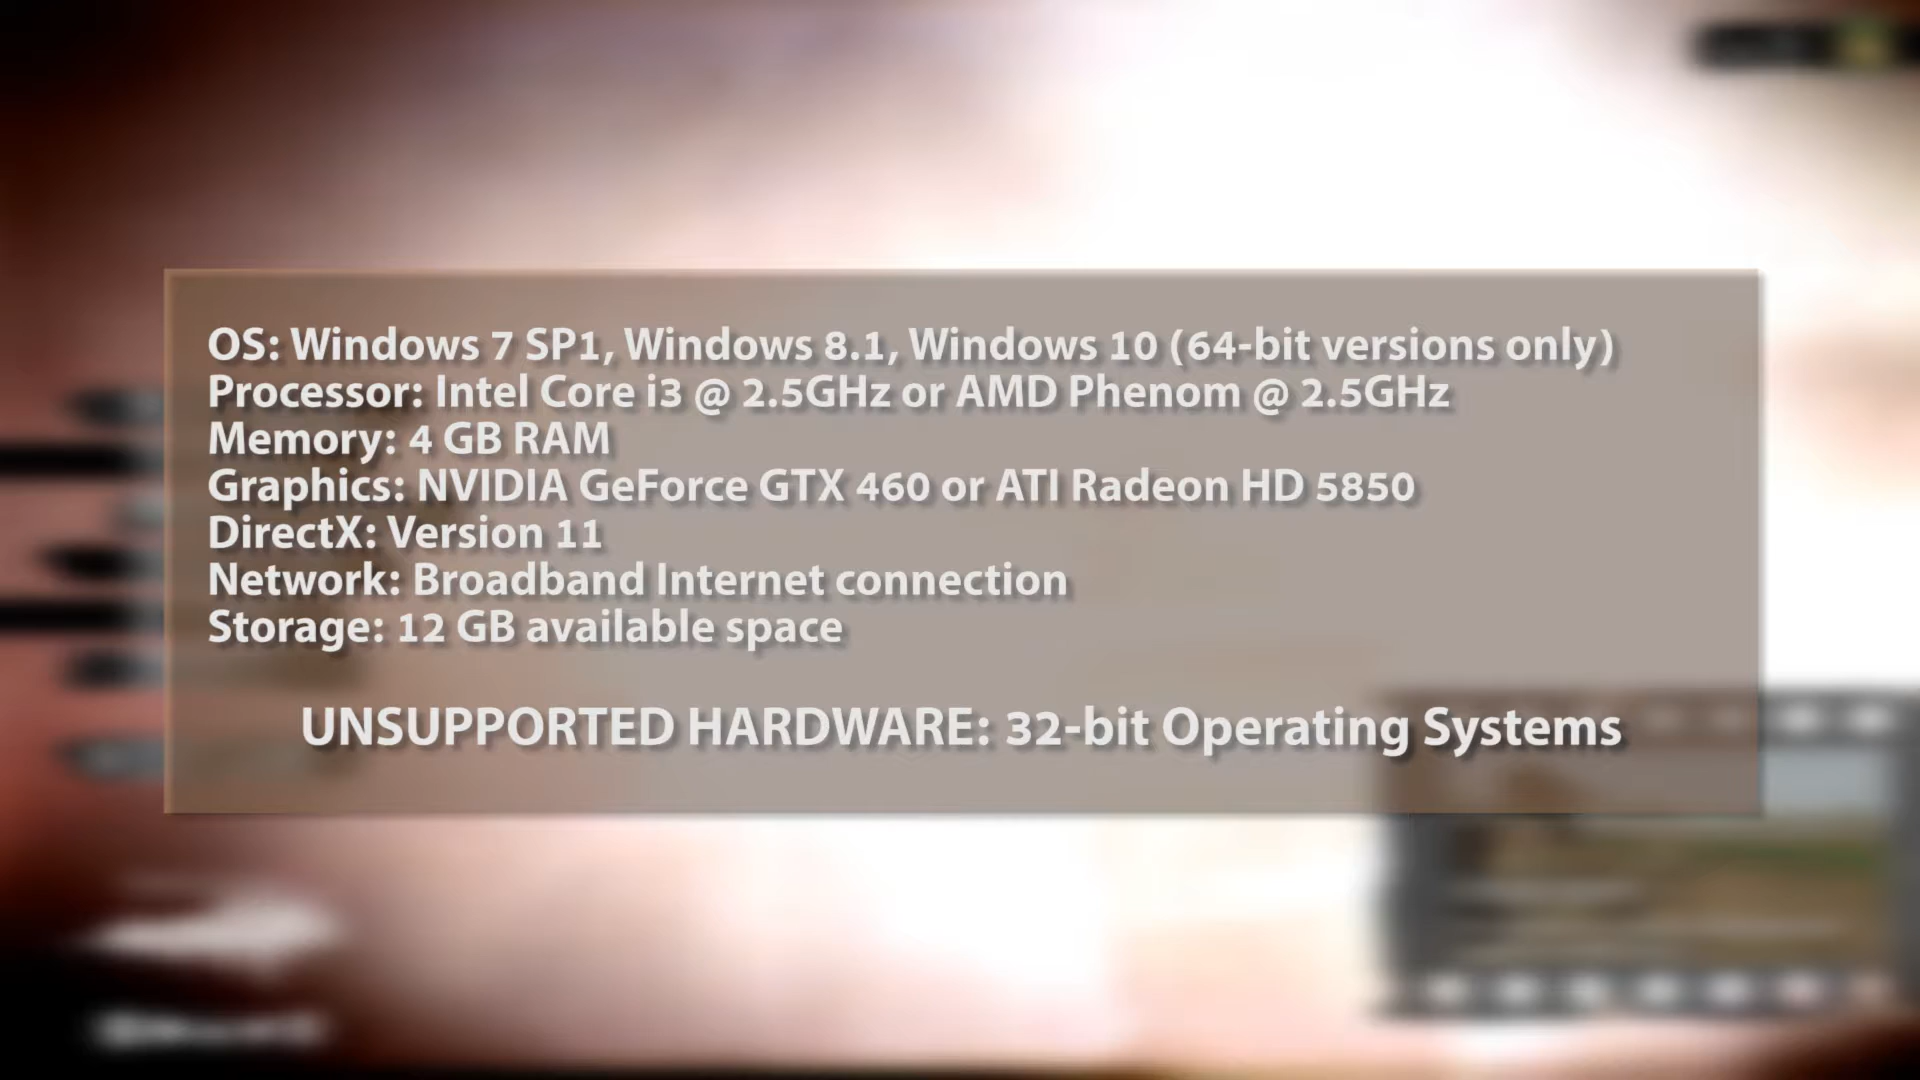 OS: Windows 7 SP1, Windows 8.1, Windows 10 (64-bit versions only)
Processor: Intel Core i3 @ 2.5GHz or AMD Phenom @ 2.5GHz
Memory: 4 GB RAM
Graphics: NVIDIA GeForce GTX 460 or ATI Radeon HD 5850
DirectX: Version 11
Network: Broadband Internet connection
Storage: 12 GB available space
UNSUPPORTED HARDWARE: 32-bit Operating Systems